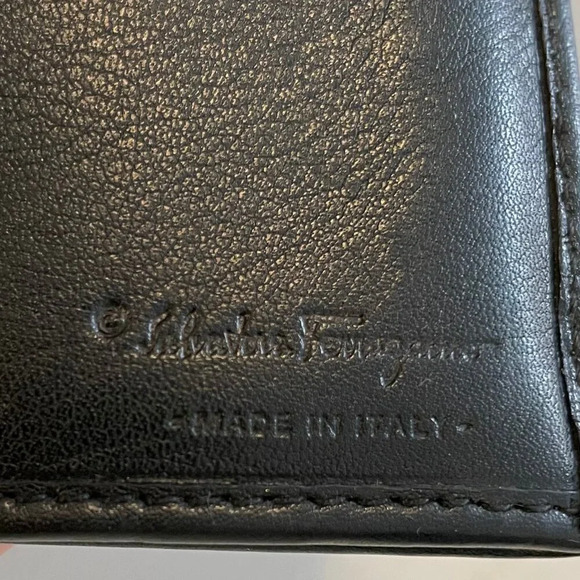 © Salvatore Ferragamo
- MADE IN ITALY -